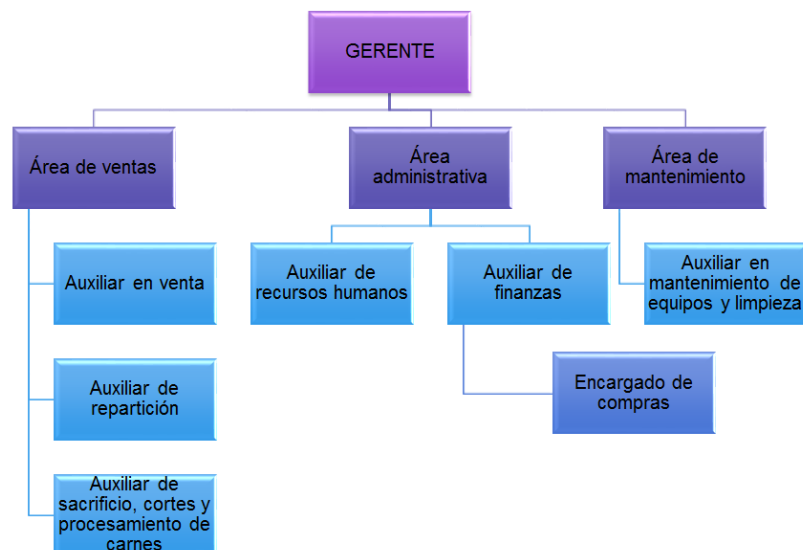 GERENTE
Área de ventas
Área
administrativa
Área de
mantenimiento
Auxiliar en venta
Auxiliar de
recursos humanos
Auxiliar de
finanzas
Auxiliar en
mantenimiento de
equipos y limpieza
Auxiliar de
repartición
Encargado de
compras
Auxiliar de
sacrificio, cortes y
procesamiento de
carnes